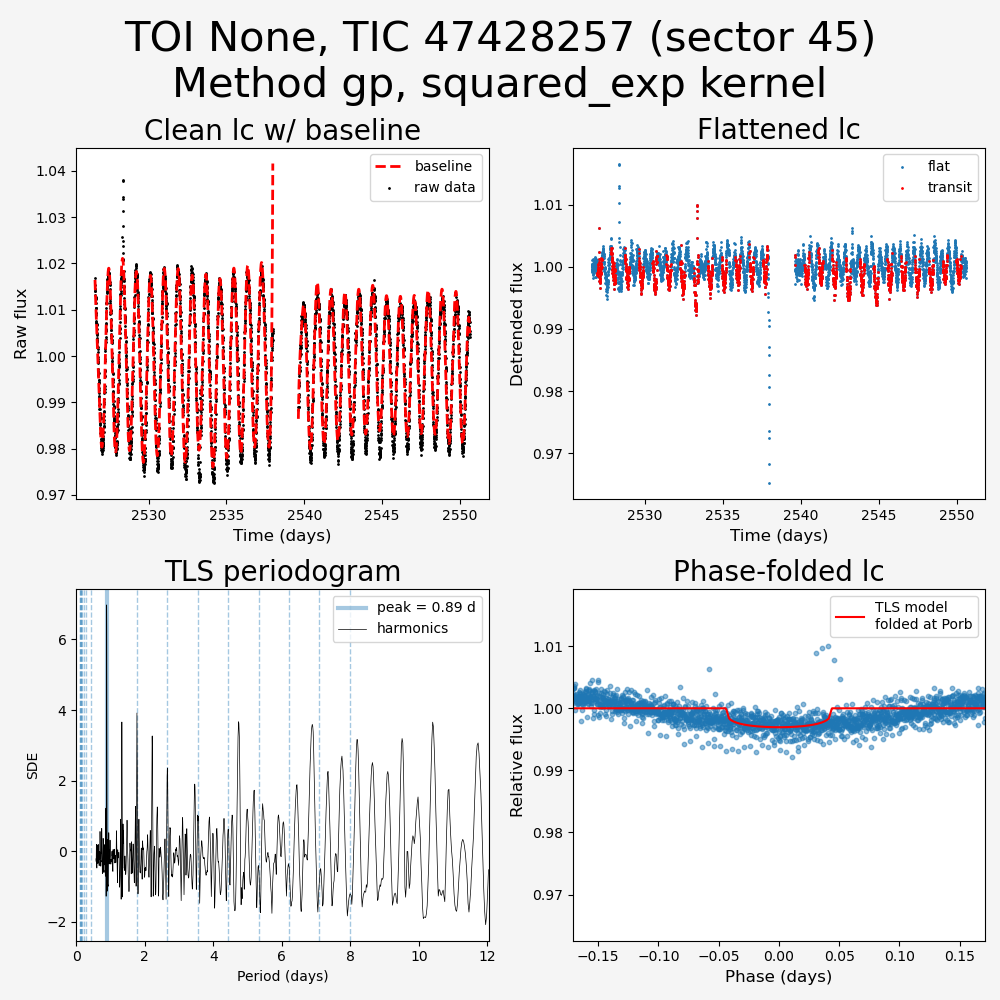 TOI None, TIC 47428257 (sector 45)
Method gp, squared_exp kernel
Clean lc w/ baseline
baseline
raw data
Raw flux
1.04
1.03
1.02
1.01
1.00
0.99
0.98
0.97
2530
2535
2540
2545
2550
Time (days)
Flattened lc
flat
transit
Detrended flux
1.01
1.00
0.99
0.98
0.97
2530
2535
2540
2545
2550
Time (days)
TLS periodogram
peak = 0.89 d
harmonics
SDE
6
4
2
0
−2
0
2
4
6
8
10
12
Period (days)
Phase-folded lc
TLS model
folded at Porb
Relative flux
1.01
1.00
0.99
0.98
0.97
−0.15
−0.10
−0.05
0.00
0.05
0.10
0.15
Phase (days)